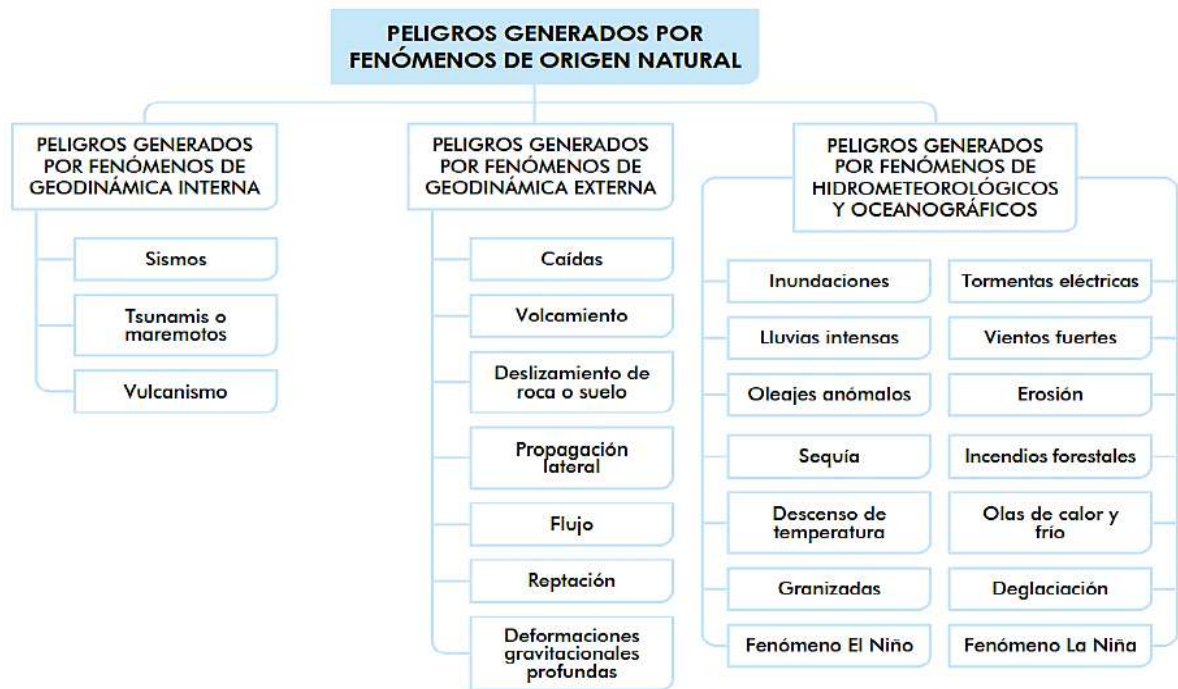 PELIGROS GENERADOS POR
FENÓMENOS DE ORIGEN NATURAL
PELIGROS GENERADOS
POR FENÓMENOS DE
GEODINÁMICA INTERNA
Sismos
Tsunamis o
maremotos
Vulcanismo
PELIGROS GENERADOS
POR FENÓMENOS DE
GEODINÁMICA EXTERNA
Caídas
Volcamiento
Deslizamiento de
roca o suelo
Propagación
lateral
Flujo
Reptación
Deformaciones
gravitacionales
profundas
PELIGROS GENERADOS
POR FENÓMENOS DE
HIDROMETEOROLÓGICOS
Y OCEANOGRÁFICOS
Inundaciones
Lluvias intensas
Oleajes anómalos
Sequía
Descenso de
temperatura
Granizadas
Fenómeno El Niño
Tormentas eléctricas
Vientos fuertes
Erosión
Incendios forestales
Olas de calor y
frío
Deglaciación
Fenómeno La Niña